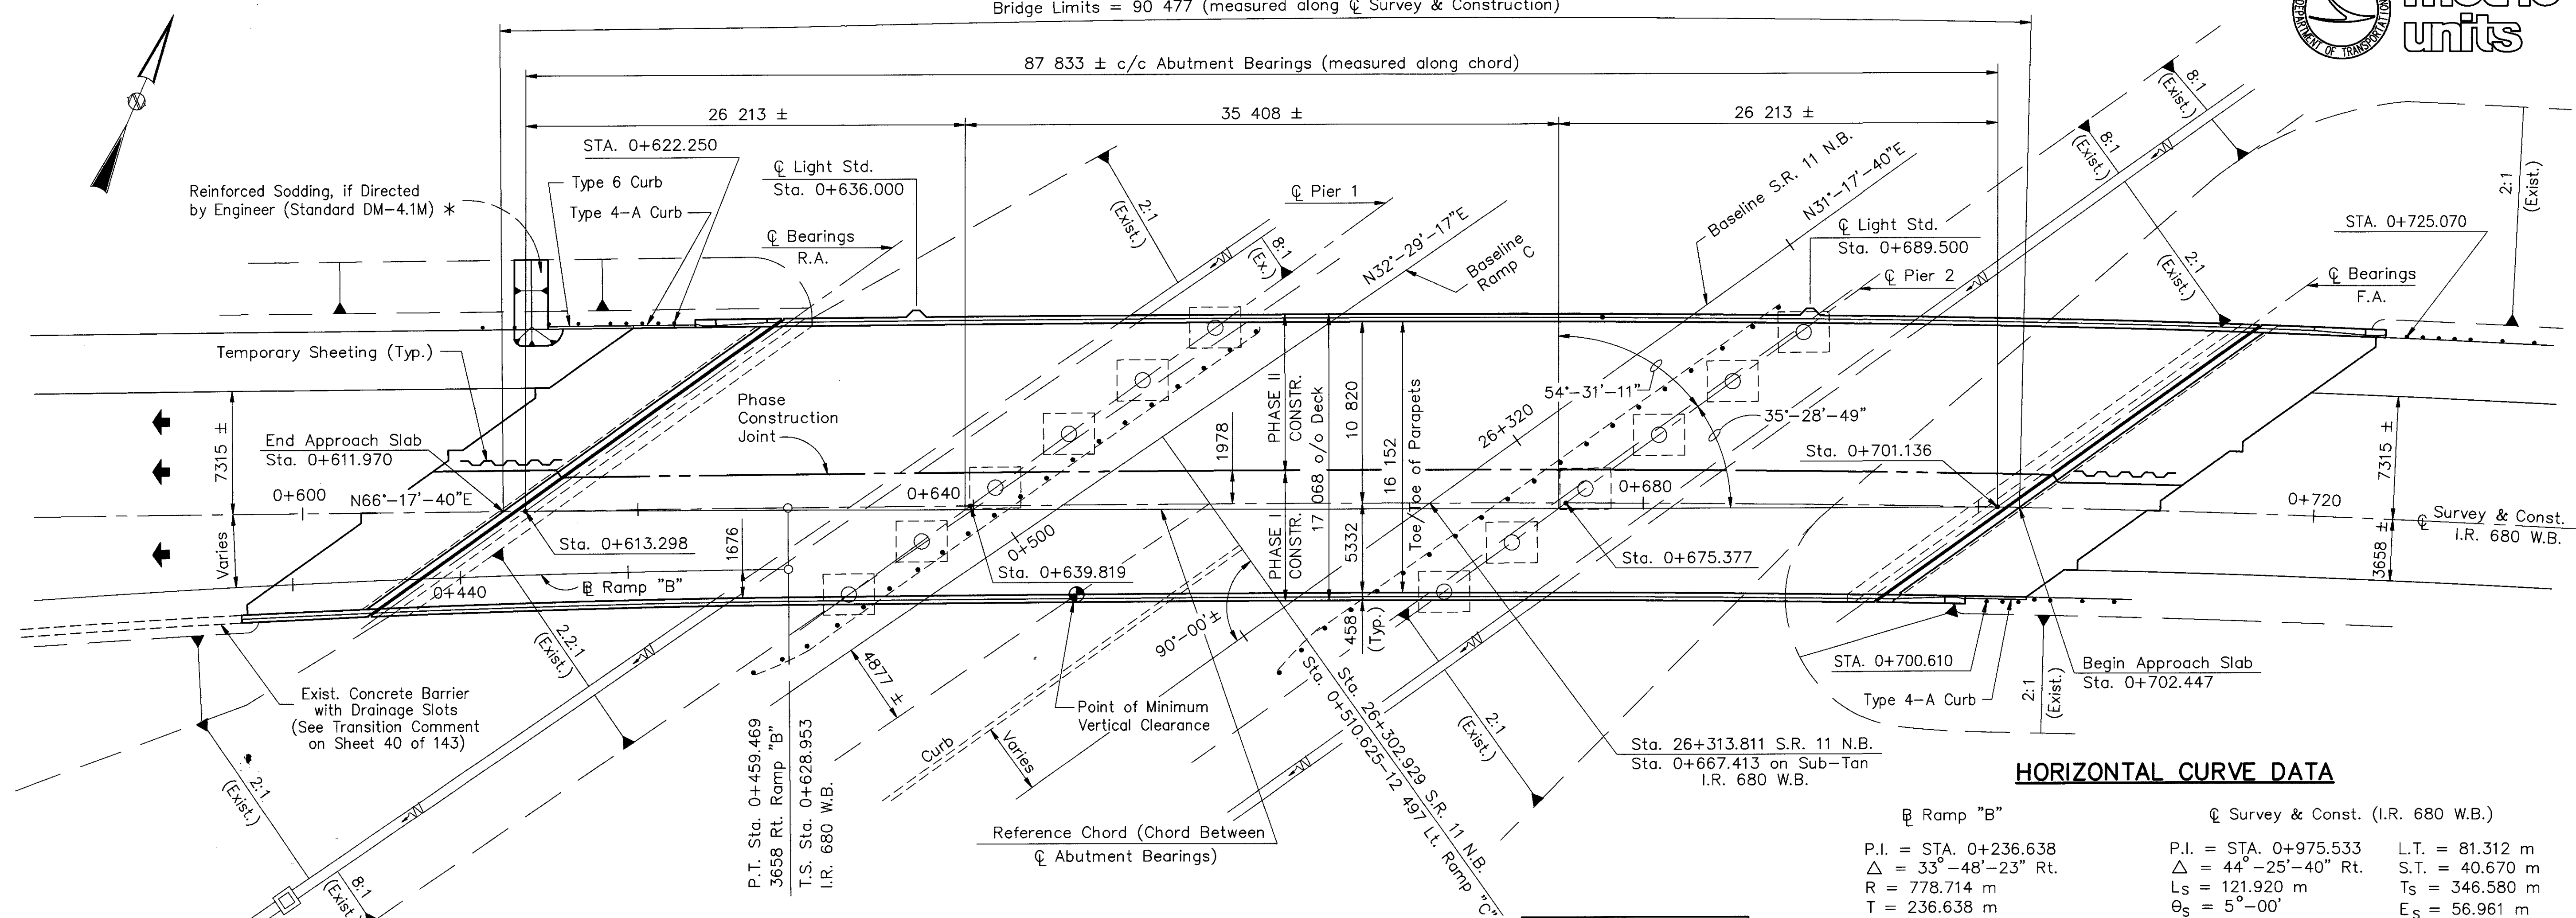 Bridge Limits = 90 477 (measured along ℄ Survey & Construction)
DEPARTMENT OF TRANSPORTATION
units
87 833 ± c/c Abutment Bearings (measured along chord)
26 213 ±
35 408 ±
26 213 ±
STA. 0+622.250
Type 6 Curb
Type 4-A Curb
℄ Light Std.
Sta. 0+636.000
Reinforced Sodding, if Directed
by Engineer (Standard DM-4.1M) *
℄ Bearings
R.A.
2:1
(Exist.)
℄ Pier 1
8:1
(Ex.)
N32°-29'-17"E
Baseline
Ramp C
Baseline S.R. 11 N.B.
N31°-17'-40"E
℄ Light Std.
Sta. 0+689.500
℄ Pier 2
8:1
(Exist.)
8:1
(Exist.)
2:1
(Exist.)
2:1
(Exist.)
STA. 0+725.070
℄ Bearings
F.A.
Temporary Sheeting (Typ.)
7315 ±
End Approach Slab
Sta. 0+611.970
Phase
Construction
Joint
0+600
N66°-17'-40"E
0+640
Varies
Sta. 0+613.298
1676
0+440
℄ Ramp "B"
Sta. 0+639.819
0+500
1978
PHASE II
CONSTR.
PHASE I
CONSTR.
17 068 o/o Deck
10 820
5332
16 152
Toe/Toe of Parapets
458
(Typ.)
54°-31'-11"
35°-28'-49"
26+320
0+680
Sta. 0+675.377
Sta. 0+701.136
7315 ±
0+720
℄ Survey & Const.
I.R. 680 W.B.
3658 ±
Exist. Concrete Barrier
with Drainage Slots
(See Transition Comment
on Sheet 40 of 143)
2:1
(Exist.)
2.2:1
(Exist.)
8:1
(Exist.
4877 ±
P.T. Sta. 0+459.469
3658 Rt. Ramp "B"
T.S. Sta. 0+628.953
I.R. 680 W.B.
Curb
Varies
Point of Minimum
Vertical Clearance
90°-00'±
Reference Chord (Chord Between
℄ Abutment Bearings)
Sta. 26+302.929 S.R. 11 N.B.
Sta. 0+510.625-12 497 Lt. Ramp "C"
2:1
(Exist.)
Sta. 26+313.811 S.R. 11 N.B.
Sta. 0+667.413 on Sub-Tan
I.R. 680 W.B.
STA. 0+700.610
Type 4-A Curb
2:1
(Exist.)
Begin Approach Slab
Sta. 0+702.447
HORIZONTAL CURVE DATA
℄ Ramp "B"
P.I. = STA. 0+236.638
Δ = 33°-48'-23" Rt.
R = 778.714 m
T = 236.638 m
℄ Survey & Const. (I.R. 680 W.B.)
P.I. = STA. 0+975.533
Δ = 44°-25'-40" Rt.
Ls = 121.920 m
θs = 5°-00'
L.T. = 81.312 m
S.T. = 40.670 m
Ts = 346.580 m
Es = 56.961 m